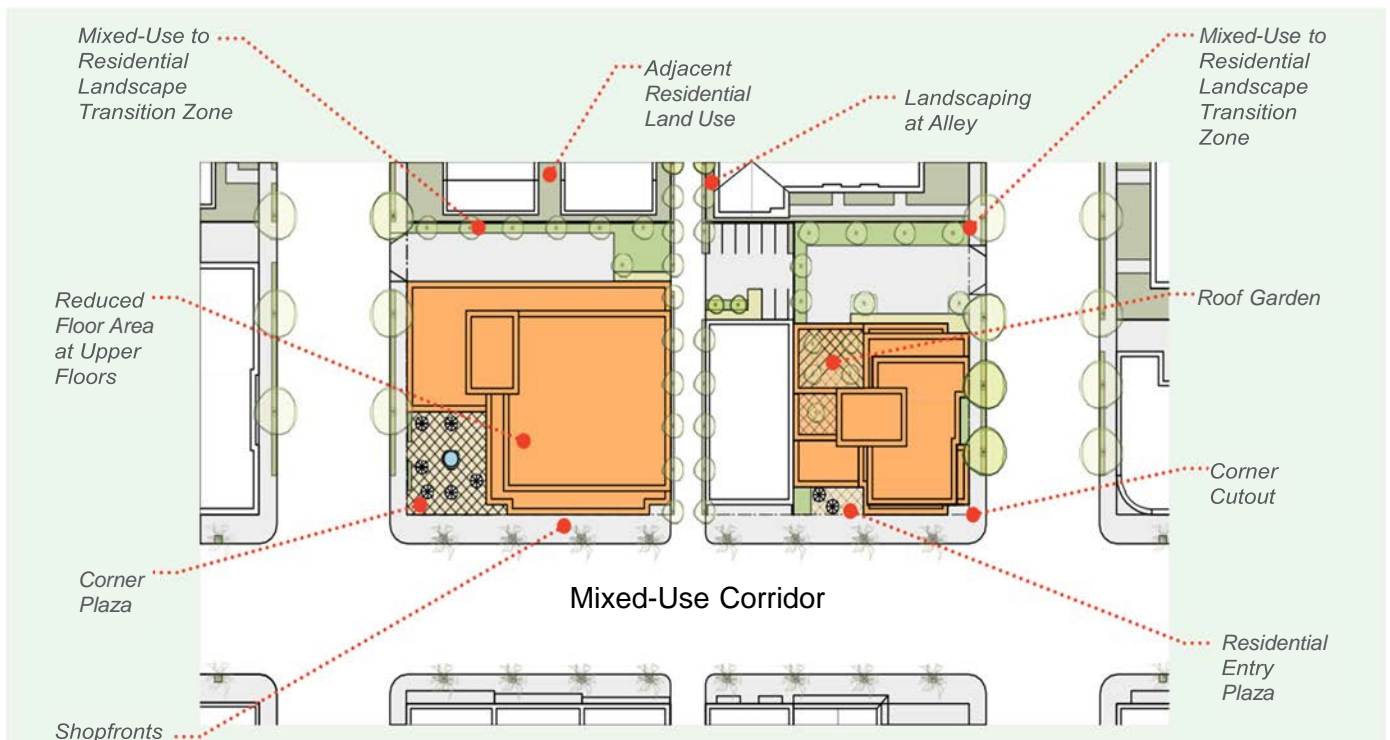 Mixed-Use to
Residential
Landscape
Transition Zone
Adjacent
Residential
Land Use
Landscaping
at Alley
Mixed-Use to
Residential
Landscape
Transition
Zone
Reduced
Floor Area
at Upper
Floors
Roof Garden
Corner
Cutout
Corner
Plaza
Mixed-Use Corridor
Residential
Entry
Plaza
Shopfronts